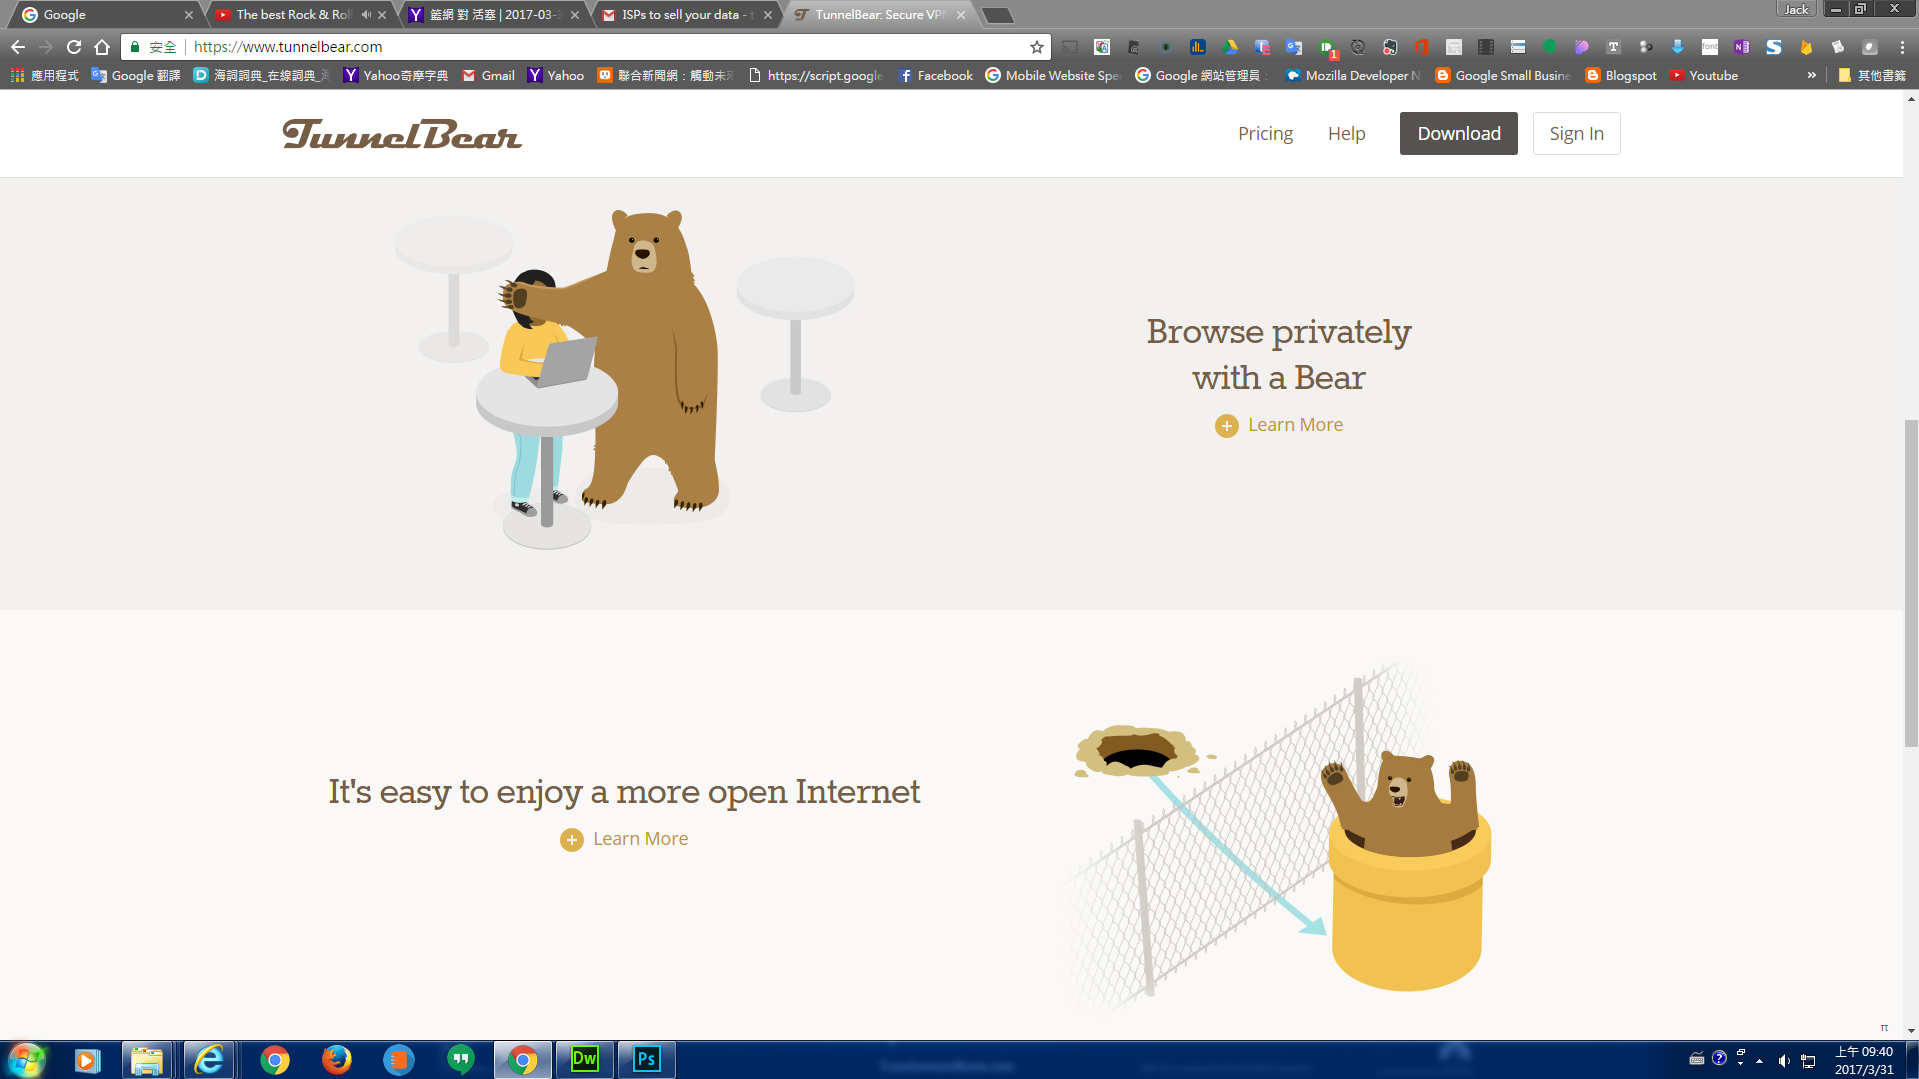 Google
The best Rock & Roll
籃網 對 活塞 | 2017-03-3
ISPs to sell your data - t
TunnelBear: Secure VPN
Jack
安全
https://www.tunnelbear.com
應用程式
Google 翻譯
海詞詞典_在線詞典_海
Yahoo奇摩字典
Gmail
Yahoo
聯合新聞網：觸動未來
https://script.google
Facebook
Mobile Website Spe
Google 網站管理員：
Mozilla Developer N
Google Small Busine
Blogspot
Youtube
»
其他書籤
TunnelBear
Pricing
Help
Download
Sign In
Browse privately
with a Bear
Learn More
It's easy to enjoy a more open Internet
Learn More
π
Dw
Ps
上午 09:40
2017/3/31